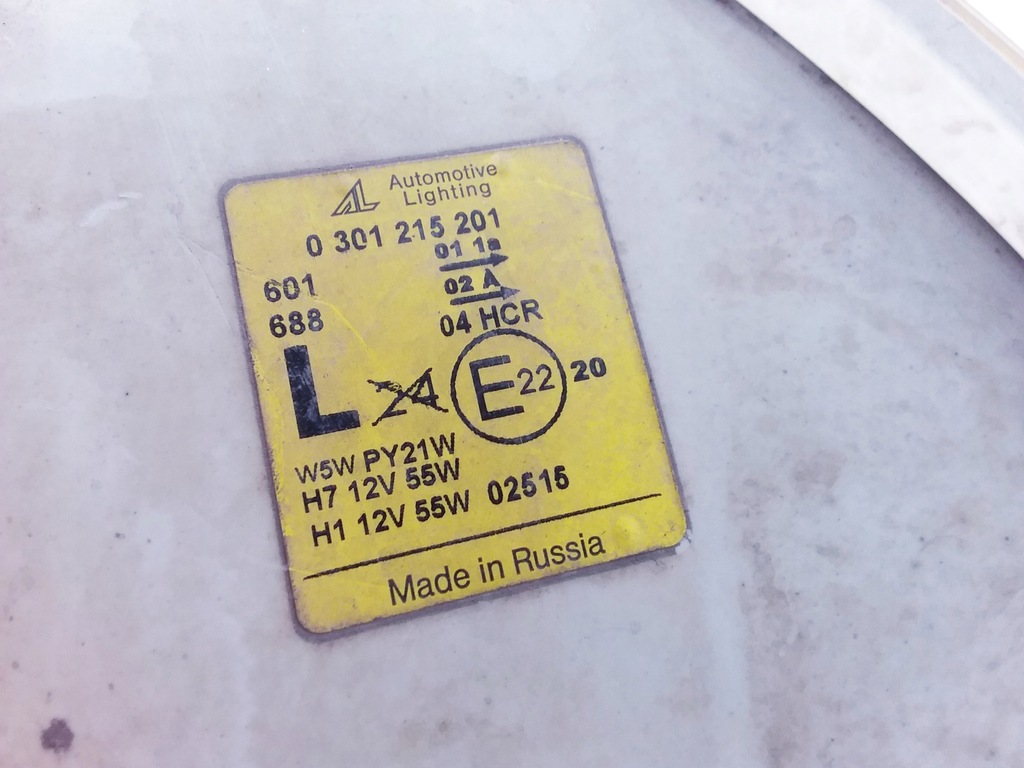 AL Automotive
Lighting
0 301 215 201
01 1a
601
02 A
688
04 HCR
L
E22 20
W5W PY21W
H7 12V 55W
H1 12V 55W 02515
Made in Russia